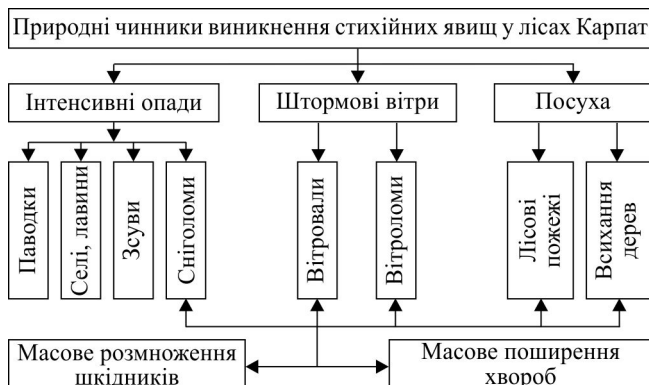 Природні чинники виникнення стихійних явищ у лісах Карпат
Інтенсивні опади
Штормові вітри
Посуха
Паводки
Селі, лавини
Зсуви
Сніголоми
Вітровали
Вітроломи
Лісові
пожежі
Всихання
дерев
Масове розмноження
шкідників
Масове поширення
хвороб